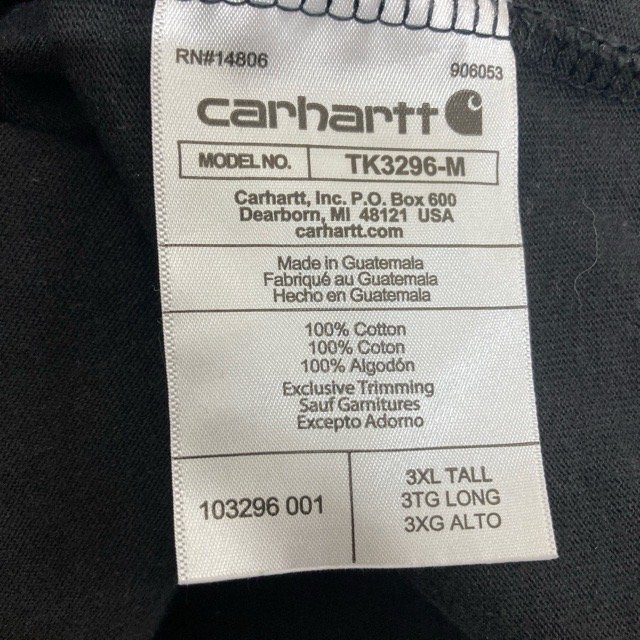 RN#14806 906053
carhartt
MODEL NO. TK3296-M
Carhartt, Inc. P.O. Box 600
Dearborn, MI 48121 USA
carhartt.com
Made in Guatemala
Fabriqué au Guatemala
Hecho en Guatemala
100% Cotton
100% Coton
100% Algodón
Exclusive Trimming
Sauf Garnitures
Excepto Adorno
103296 001
3XL TALL
3TG LONG
3XG ALTO